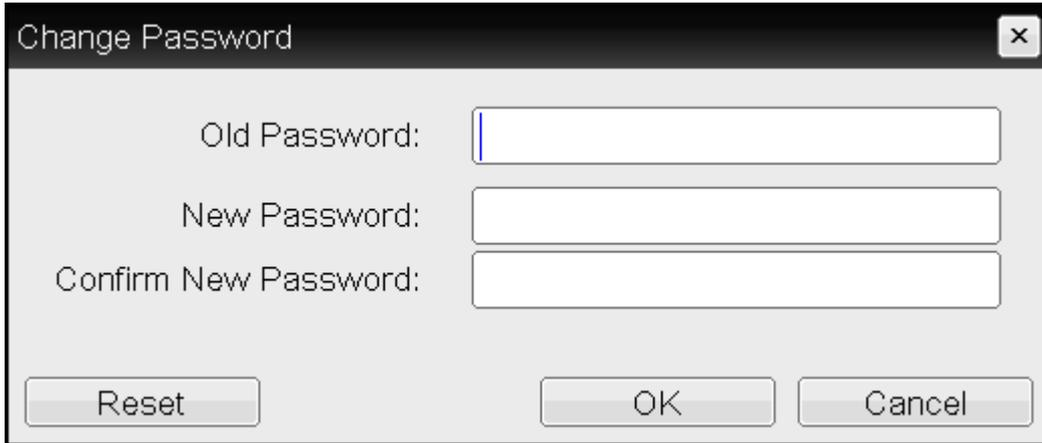 Change Password
Old Password:
New Password:
Confirm New Password:
Reset OK Cancel